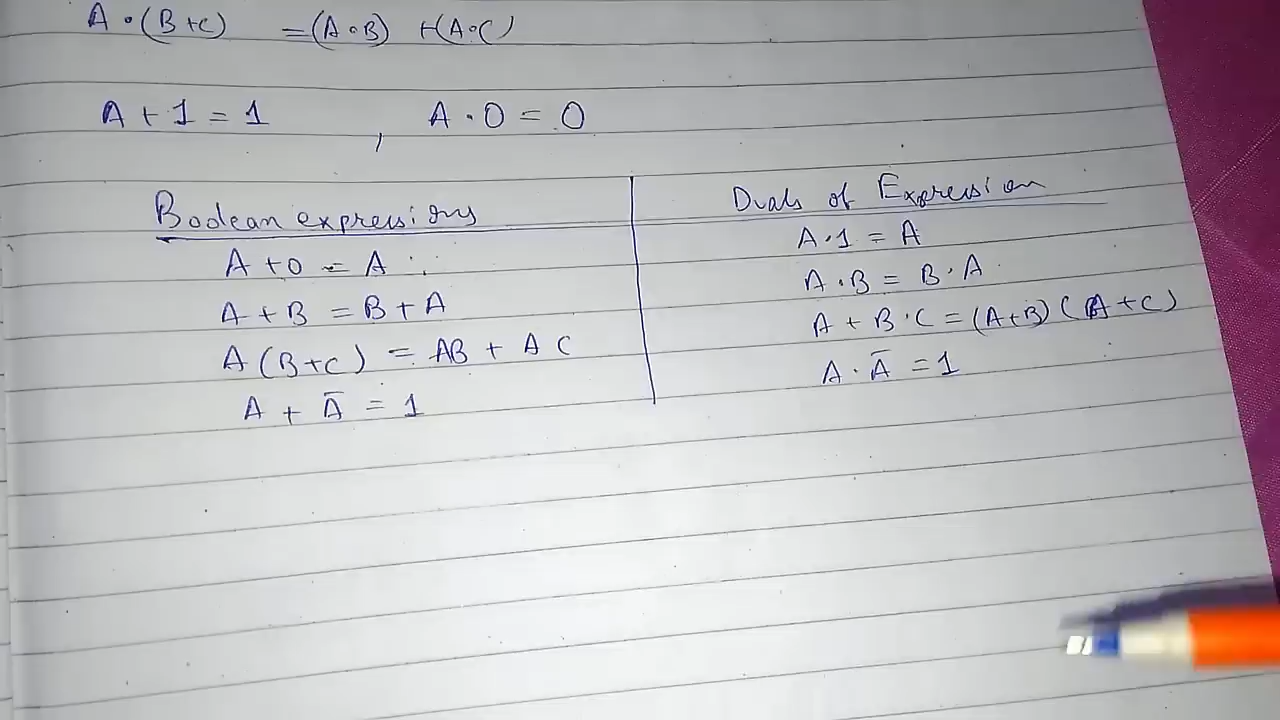 A·(B+C) =(A·B) +(A·C)
A+1=1 , A·0=0
Boolean expressions
A+0=A
A+B=B+A
A(B+C)=AB+AC
A+Ā=1
Duals of Expression
A·1=A
A·B=B·A
A+B·C=(A+B)(A+C)
A·Ā=1